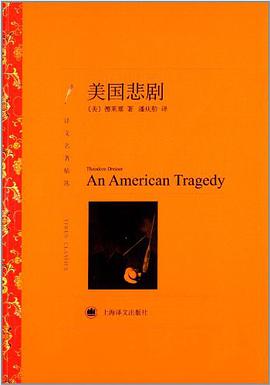 美国悲剧
〔美〕德莱塞 著 潘庆舲 译
Theodore Dreiser
An American Tragedy
译文名著精选
YIWEN CLASSICS
上海译文出版社